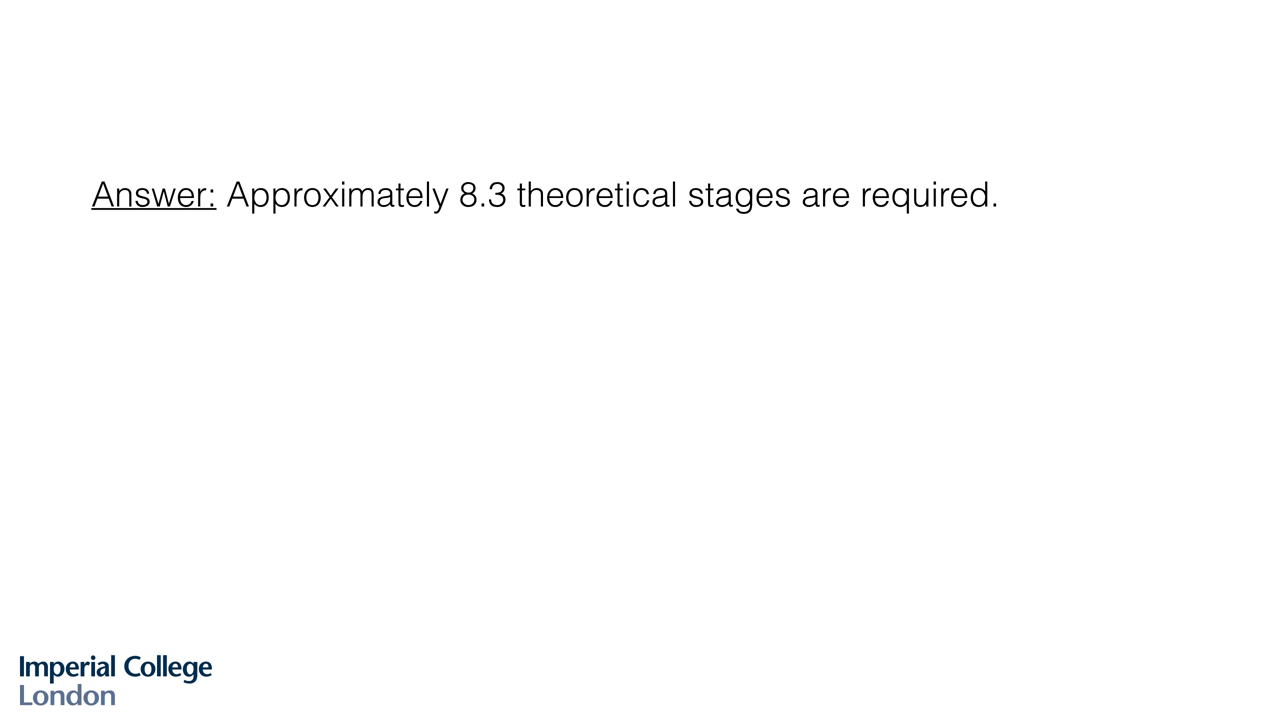 Answer: Approximately 8.3 theoretical stages are required.
Imperial College
London